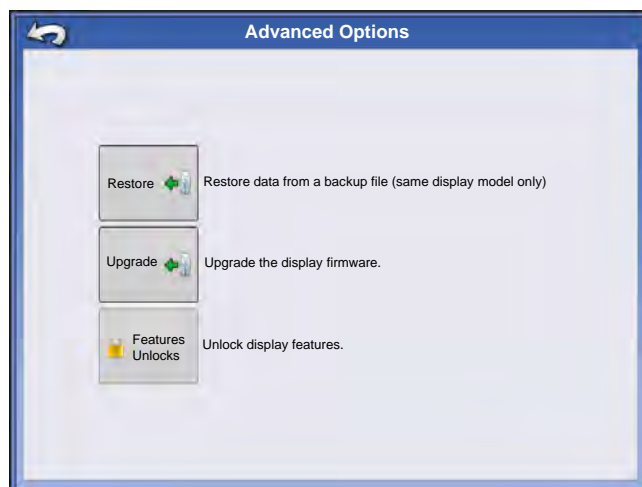 Advanced Options
Restore
Restore data from a backup file (same display model only)
Upgrade
Upgrade the display firmware.
Features
Unlocks
Unlock display features.